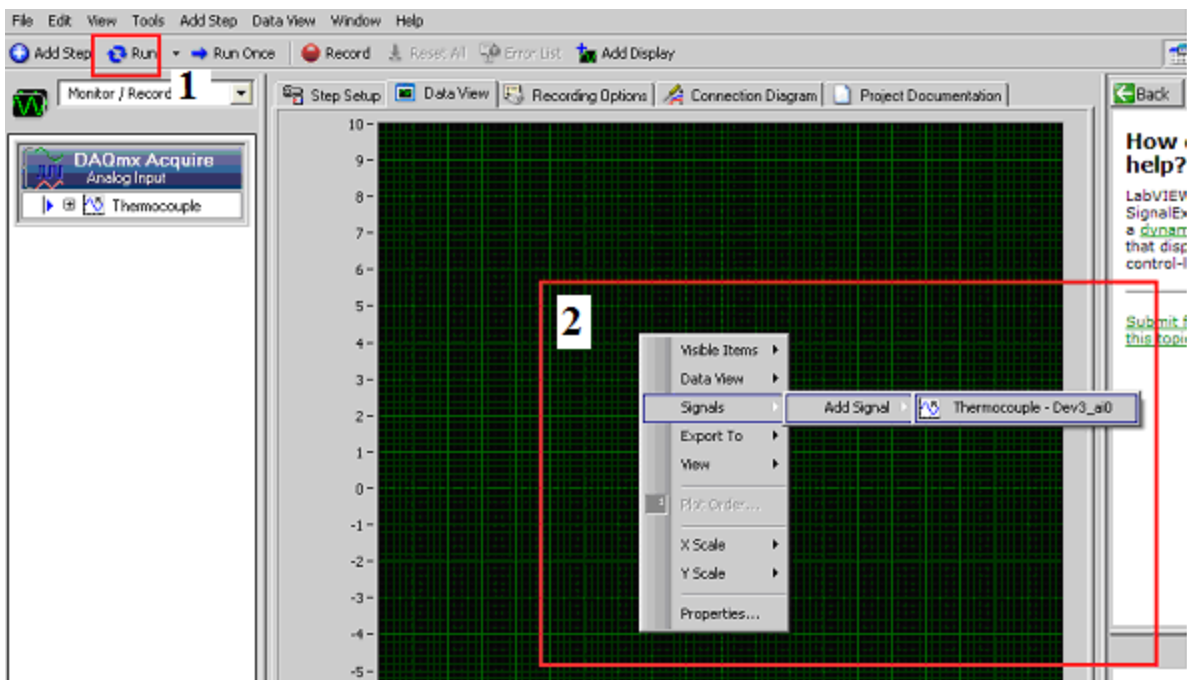 File Edit View Tools Add Step Data View Window Help
Add Step Run Run Once Record Reset All Error List Add Display
1
Monitor / Record
Step Setup Data View Recording Options Connection Diagram Project Documentation
Back
DAQmx Acquire
Analog Input
Thermocouple
10
9
8
7
6
5
4
3
2
1
0
-1
-2
-3
-4
-5
2
Visible Items
Data View
Signals Add Signal Thermocouple - Dev3_ai0
Export To
View
Plot Order...
X Scale
Y Scale
Properties...
How
help?
LabVIEW
SignalEx
a dynam
that disp
control-l
Submit f
this topi